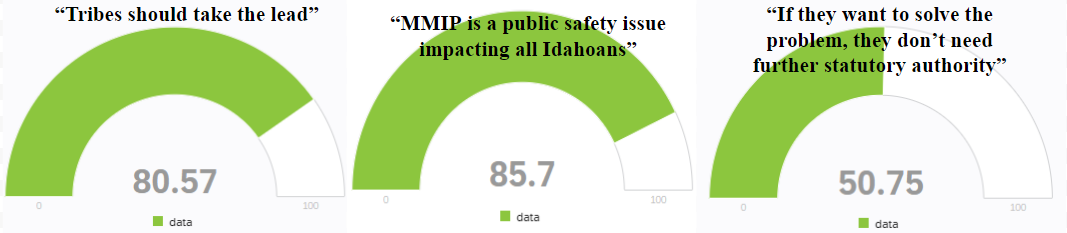 “Tribes should take the lead”
80.57
0
100
data
“MMIP is a public safety issue
impacting all Idahoans”
85.7
0
100
data
“If they want to solve the
problem, they don’t need
further statutory authority”
50.75
0
100
data